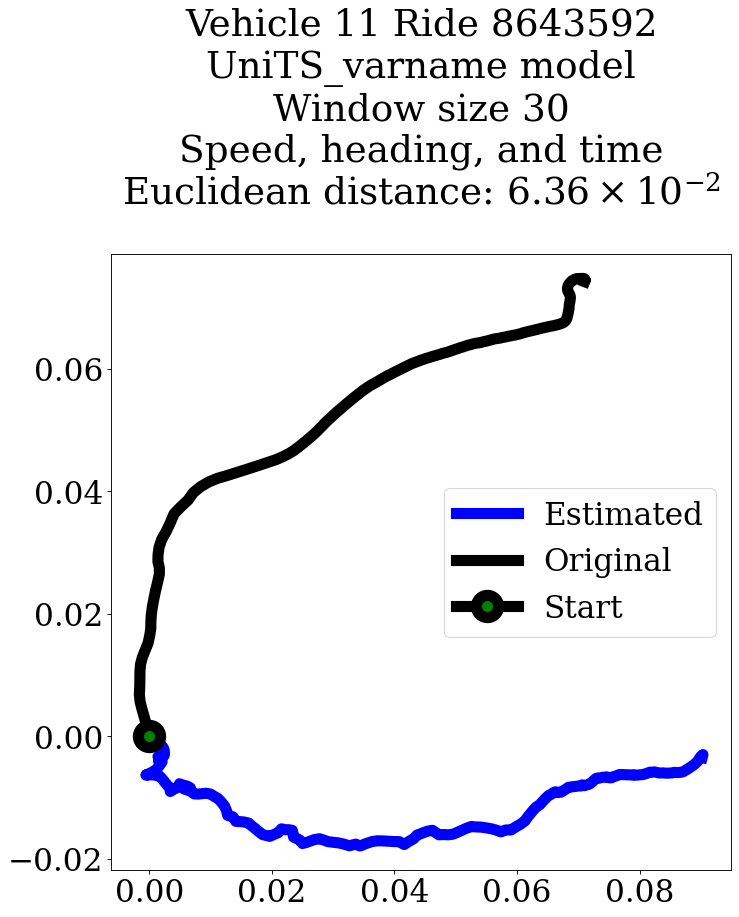 Vehicle 11 Ride 8643592
UniTS_varname model
Window size 30
Speed, heading, and time
Euclidean distance: 6.36 × 10⁻²
0.06
0.04
0.02
0.00
−0.02
Estimated
Original
Start
0.00 0.02 0.04 0.06 0.08